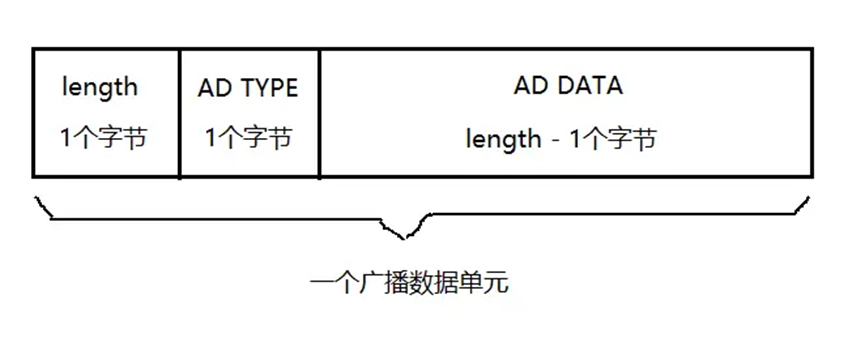 length
1个字节
AD TYPE
1个字节
AD DATA
length - 1个字节
一个广播数据单元